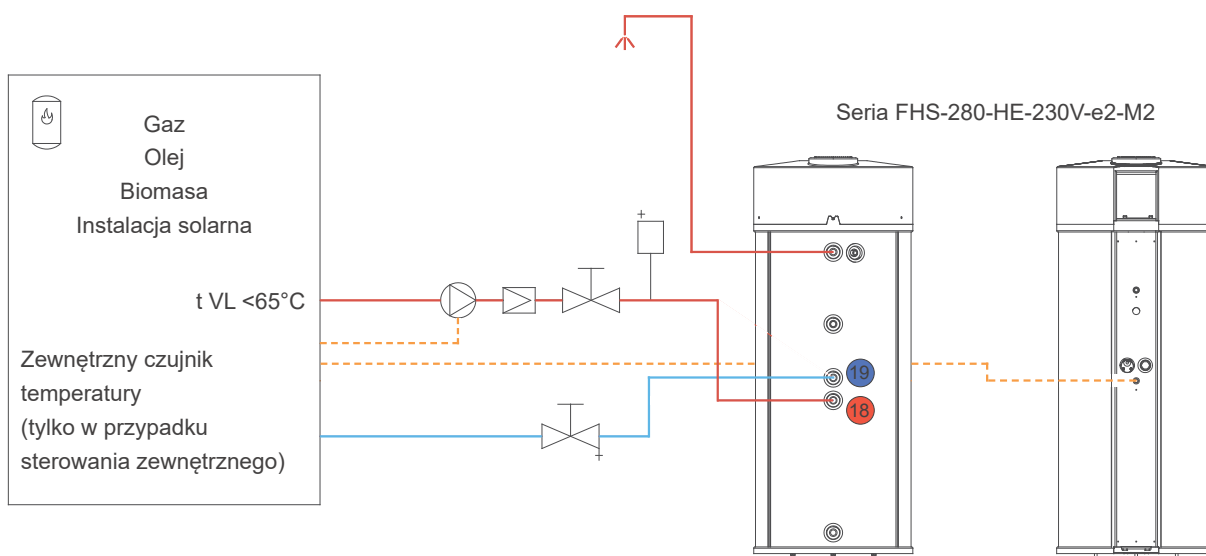 Seria FHS-280-HE-230V-e2-M2
Gaz
Olej
Biomasa
Instalacja solarna
t VL <65°C
Zewnętrzny czujnik
temperatury
(tylko w przypadku
sterowania zewnętrznego)
19
18